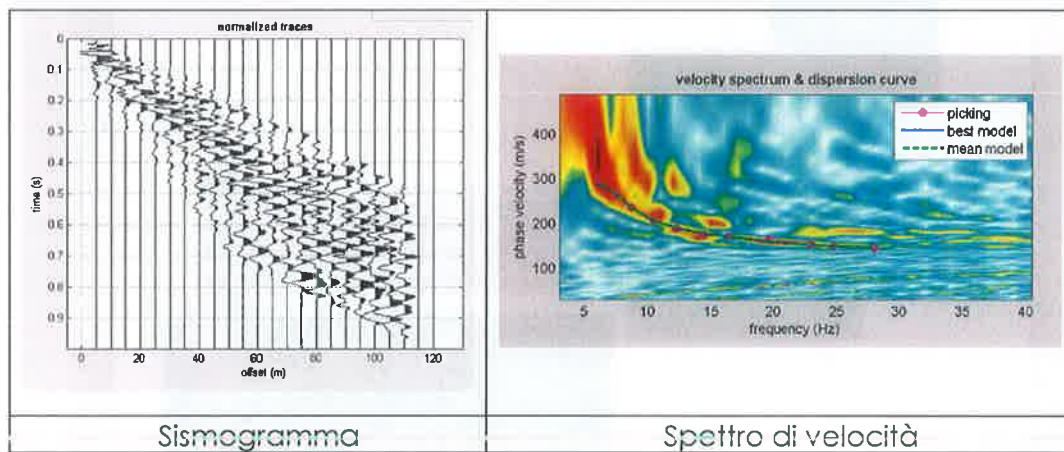 normalized traces
0
0.1
0.2
0.3
0.4
0.5
0.6
0.7
0.8
0.9
time (s)
0 20 40 60 80 100 120
offset (m)
velocity spectrum & dispersion curve
picking
best model
mean model
400
300
200
100
phase velocity (m/s)
5 10 15 20 25 30 35 40
frequency (Hz)
Sismogramma
Spettro di velocità